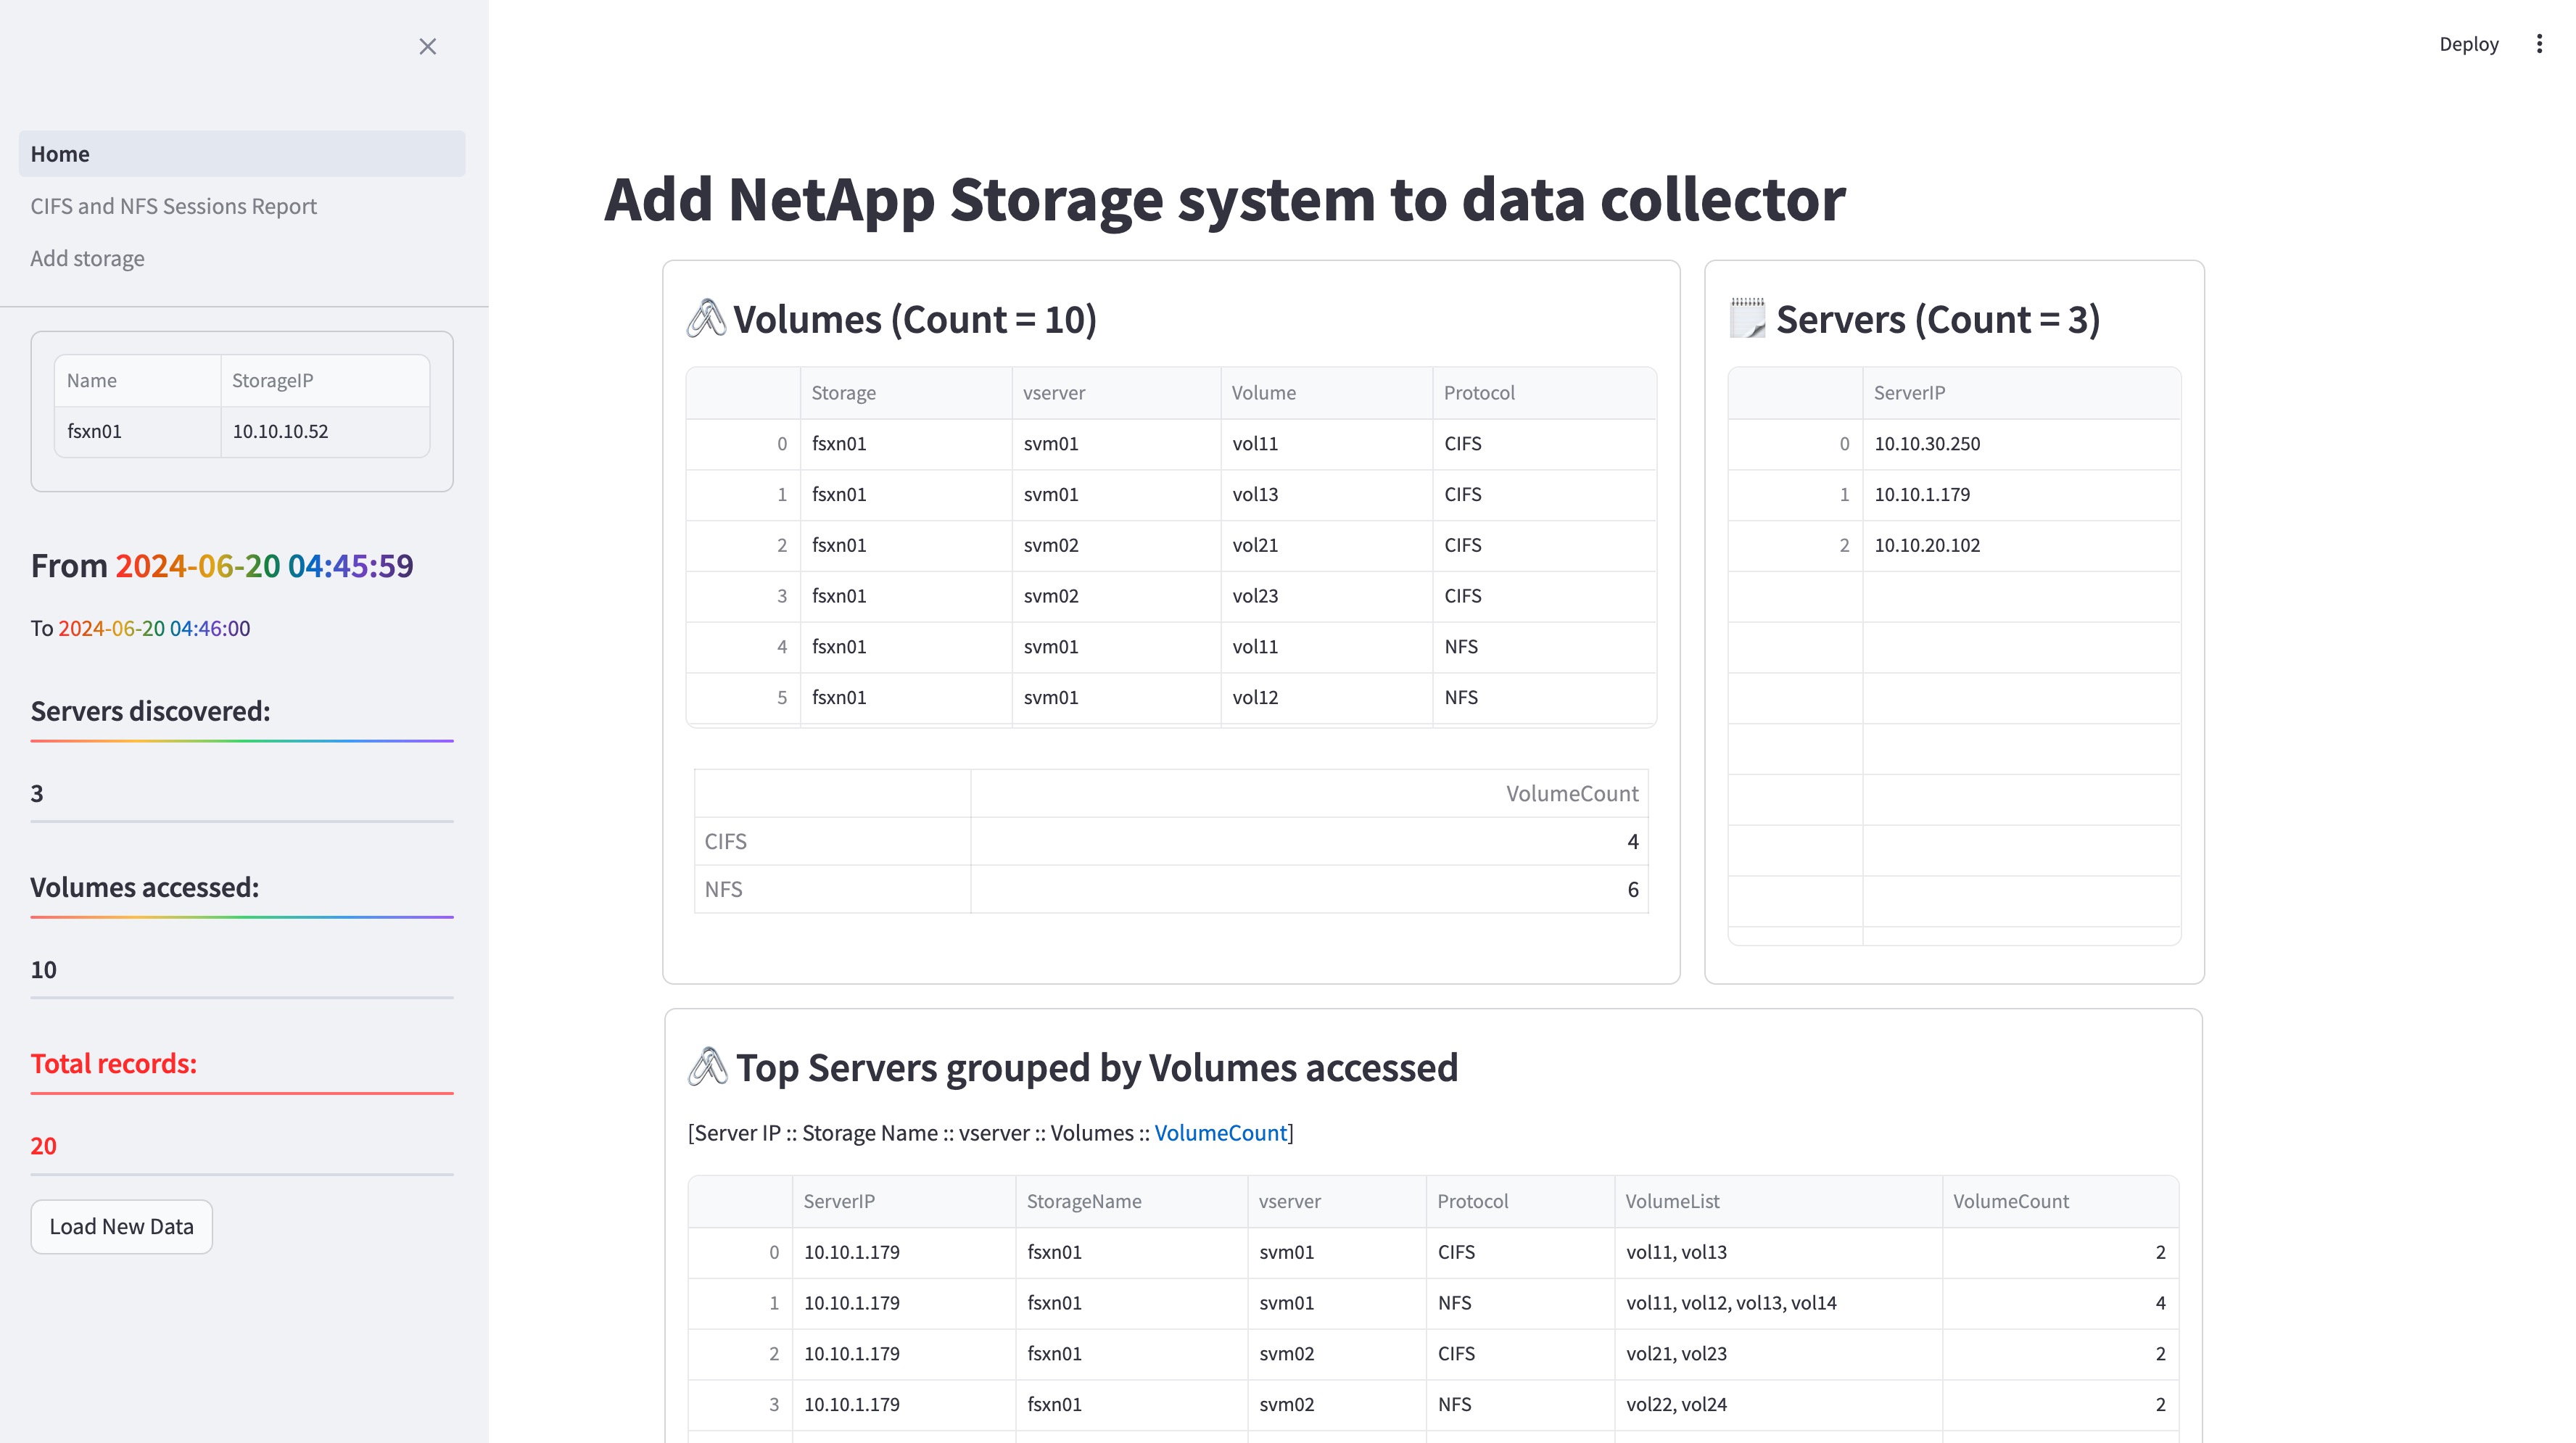 Deploy
Home
CIFS and NFS Sessions Report
Add storage
Name StorageIP
fsxn01 10.10.10.52
From 2024-06-20 04:45:59
To 2024-06-20 04:46:00
Servers discovered:
3
Volumes accessed:
10
Total records:
20
Load New Data
Add NetApp Storage system to data collector
Volumes (Count = 10)
Storage vserver Volume Protocol
0 fsxn01 svm01 vol11 CIFS
1 fsxn01 svm01 vol13 CIFS
2 fsxn01 svm02 vol21 CIFS
3 fsxn01 svm02 vol23 CIFS
4 fsxn01 svm01 vol11 NFS
5 fsxn01 svm01 vol12 NFS
VolumeCount
CIFS 4
NFS 6
Servers (Count = 3)
ServerIP
0 10.10.30.250
1 10.10.1.179
2 10.10.20.102
Top Servers grouped by Volumes accessed
[Server IP :: Storage Name :: vserver :: Volumes :: VolumeCount]
ServerIP StorageName vserver Protocol VolumeList VolumeCount
0 10.10.1.179 fsxn01 svm01 CIFS vol11, vol13 2
1 10.10.1.179 fsxn01 svm01 NFS vol11, vol12, vol13, vol14 4
2 10.10.1.179 fsxn01 svm02 CIFS vol21, vol23 2
3 10.10.1.179 fsxn01 svm02 NFS vol22, vol24 2